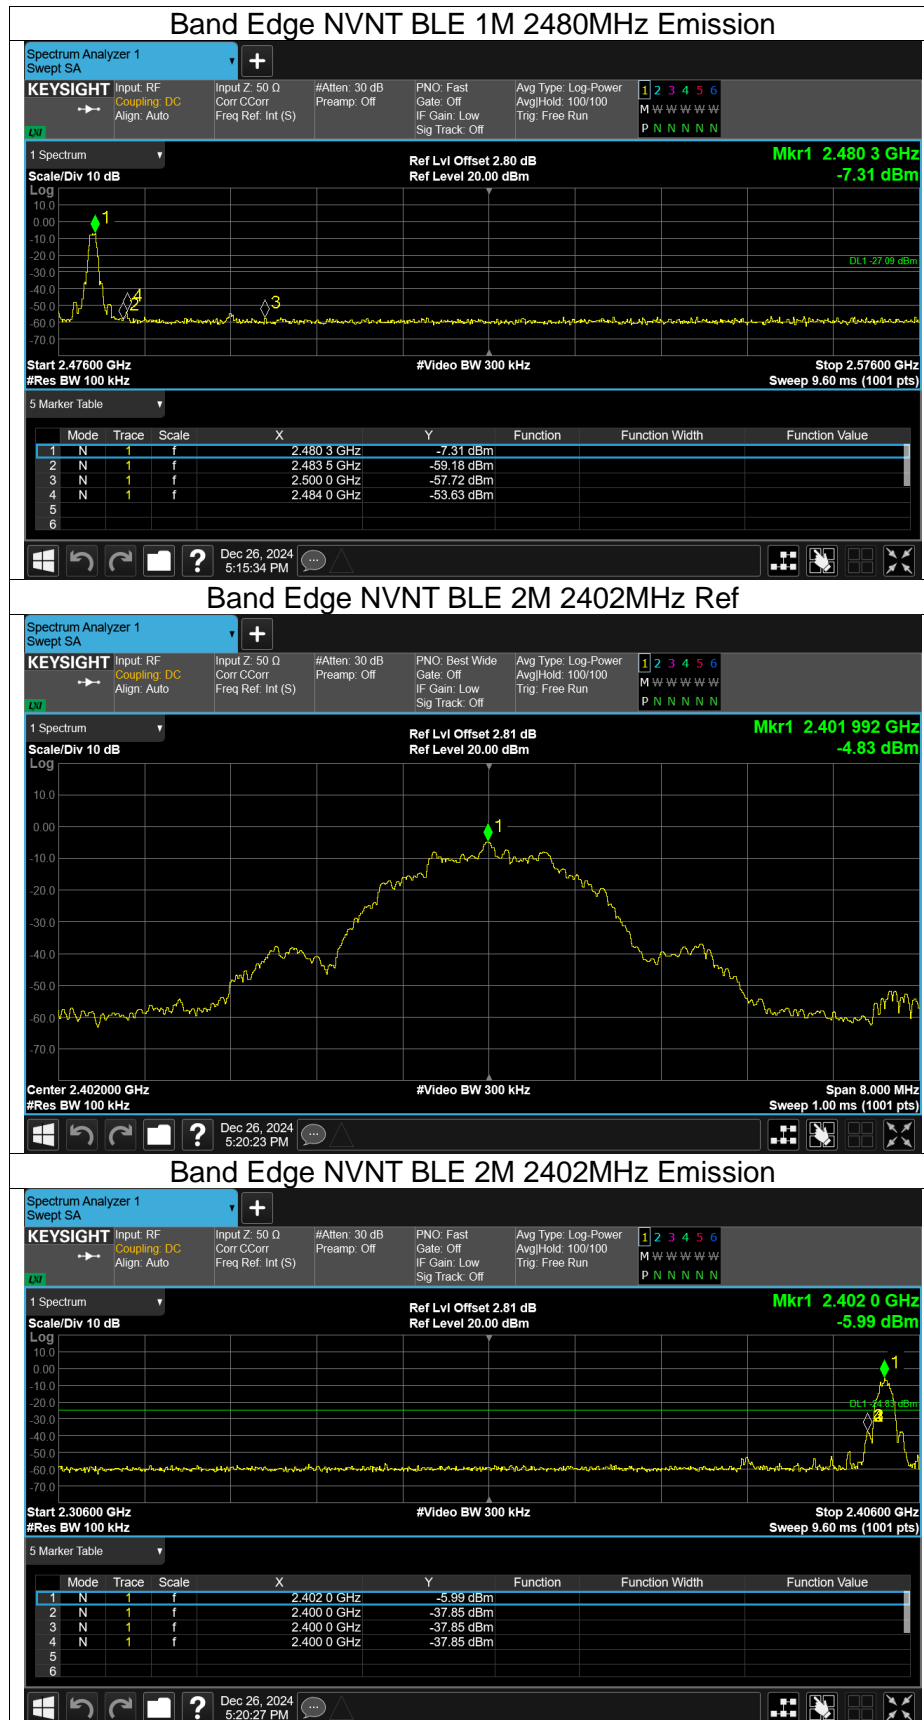 Band Edge NVNT BLE 1M 2480MHz Emission
Spectrum Analyzer 1
Swept SA
KEYSIGHT
Input: RF
Coupling: DC
Align: Auto
Input Z: 50 Ω
Corr CCorr
Freq Ref: Int (S)
#Atten: 30 dB
Preamp: Off
PNO: Fast
Gate: Off
IF Gain: Low
Sig Track: Off
Avg Type: Log-Power
Avg|Hold: 100/100
Trig: Free Run
1 2 3 4 5 6
M W W W W W
P N N N N N
LXI
1 Spectrum
Scale/Div 10 dB
Ref Lvl Offset 2.80 dB
Ref Level 20.00 dBm
Mkr1 2.480 3 GHz
-7.31 dBm
Log
10.0
0.00
-10.0
-20.0
-30.0
-40.0
-50.0
-60.0
-70.0
1
DL1 -27.09 dBm
4
2
3
Start 2.47600 GHz
#Res BW 100 kHz
#Video BW 300 kHz
Stop 2.57600 GHz
Sweep 9.60 ms (1001 pts)
5 Marker Table
Mode Trace Scale X Y Function Function Width Function Value
1 N 1 f 2.480 3 GHz -7.31 dBm
2 N 1 f 2.483 5 GHz -59.18 dBm
3 N 1 f 2.500 0 GHz -57.72 dBm
4 N 1 f 2.484 0 GHz -53.63 dBm
5
6
Dec 26, 2024
5:15:34 PM
Band Edge NVNT BLE 2M 2402MHz Ref
Spectrum Analyzer 1
Swept SA
KEYSIGHT
Input: RF
Coupling: DC
Align: Auto
Input Z: 50 Ω
Corr CCorr
Freq Ref: Int (S)
#Atten: 30 dB
Preamp: Off
PNO: Best Wide
Gate: Off
IF Gain: Low
Sig Track: Off
Avg Type: Log-Power
Avg|Hold: 100/100
Trig: Free Run
1 2 3 4 5 6
M W W W W W
P N N N N N
LXI
1 Spectrum
Scale/Div 10 dB
Ref Lvl Offset 2.81 dB
Ref Level 20.00 dBm
Mkr1 2.401 992 GHz
-4.83 dBm
Log
10.0
0.00
-10.0
-20.0
-30.0
-40.0
-50.0
-60.0
-70.0
1
Center 2.402000 GHz
#Res BW 100 kHz
#Video BW 300 kHz
Span 8.000 MHz
Sweep 1.00 ms (1001 pts)
Dec 26, 2024
5:20:23 PM
Band Edge NVNT BLE 2M 2402MHz Emission
Spectrum Analyzer 1
Swept SA
KEYSIGHT
Input: RF
Coupling: DC
Align: Auto
Input Z: 50 Ω
Corr CCorr
Freq Ref: Int (S)
#Atten: 30 dB
Preamp: Off
PNO: Fast
Gate: Off
IF Gain: Low
Sig Track: Off
Avg Type: Log-Power
Avg|Hold: 100/100
Trig: Free Run
1 2 3 4 5 6
M W W W W W
P N N N N N
LXI
1 Spectrum
Scale/Div 10 dB
Ref Lvl Offset 2.81 dB
Ref Level 20.00 dBm
Mkr1 2.402 0 GHz
-5.99 dBm
Log
10.0
0.00
-10.0
-20.0
-30.0
-40.0
-50.0
-60.0
-70.0
1
DL1 -24.83 dBm
Start 2.30600 GHz
#Res BW 100 kHz
#Video BW 300 kHz
Stop 2.40600 GHz
Sweep 9.60 ms (1001 pts)
5 Marker Table
Mode Trace Scale X Y Function Function Width Function Value
1 N 1 f 2.402 0 GHz -5.99 dBm
2 N 1 f 2.400 0 GHz -37.85 dBm
3 N 1 f 2.400 0 GHz -37.85 dBm
4 N 1 f 2.400 0 GHz -37.85 dBm
5
6
Dec 26, 2024
5:20:27 PM